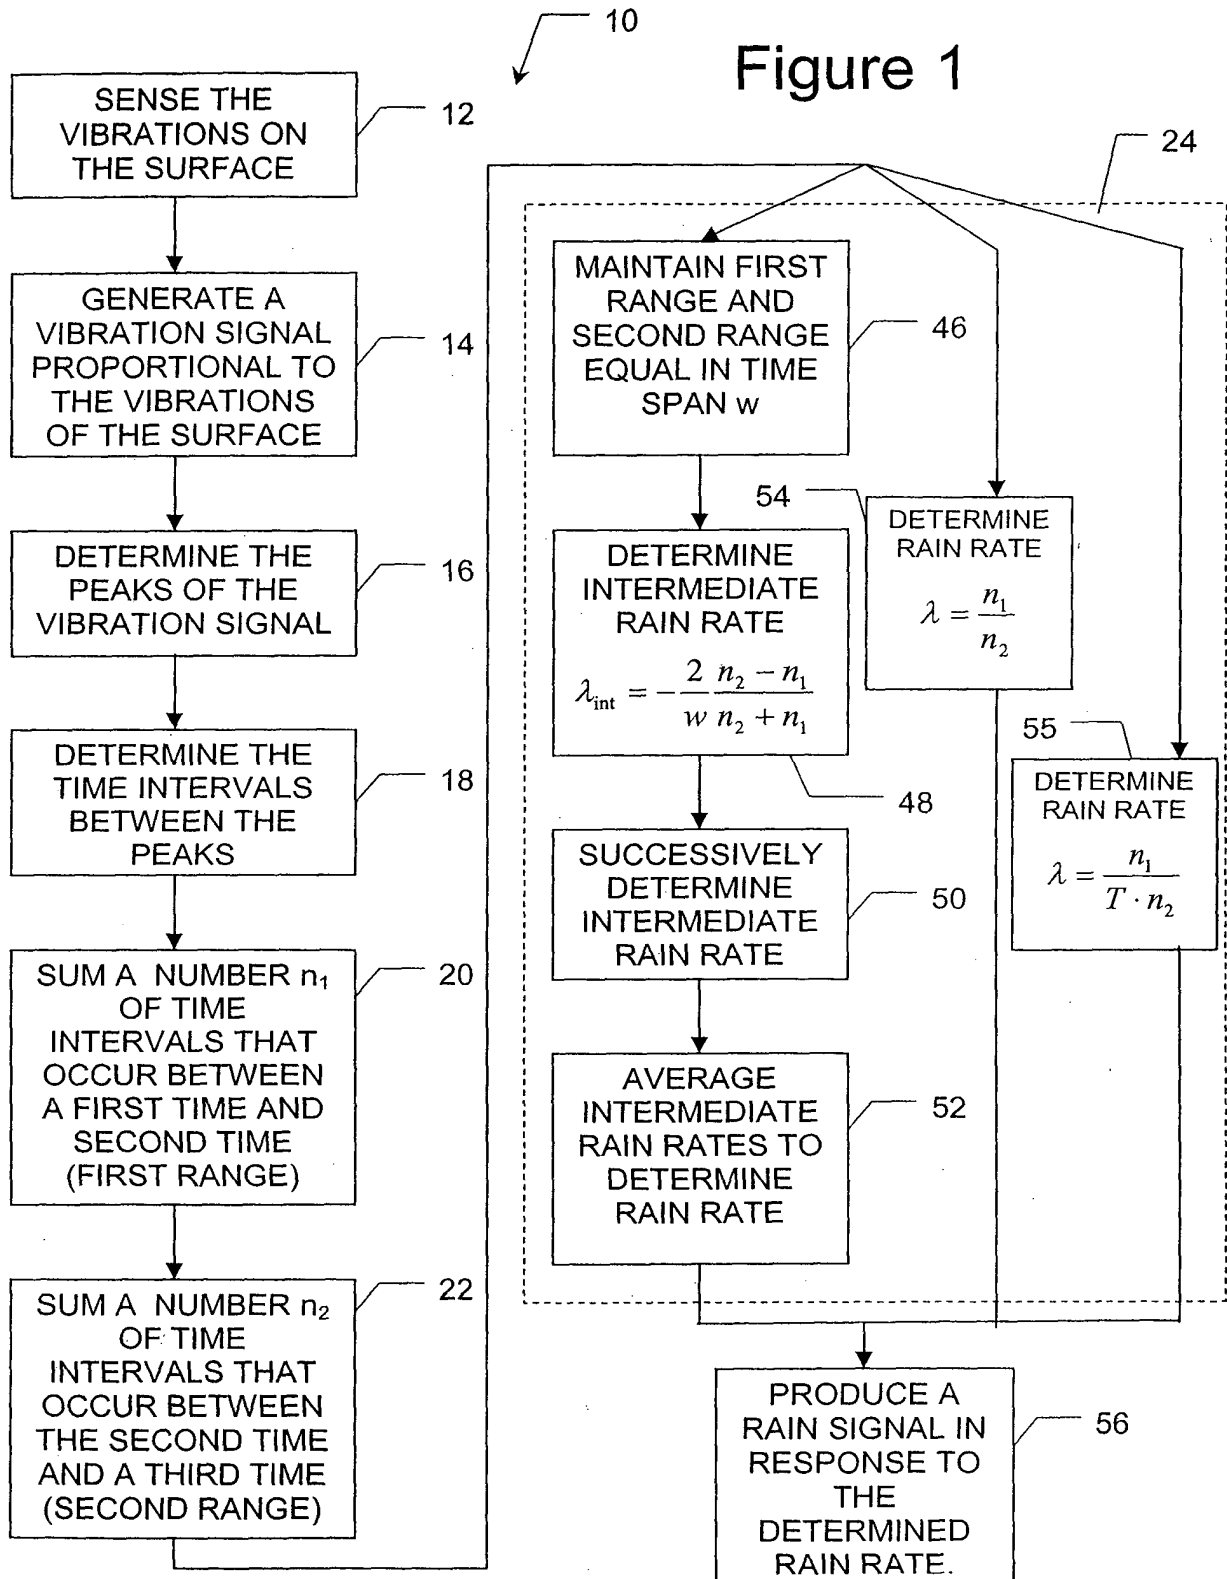 10
Figure 1
SENSE THE
VIBRATIONS ON
THE SURFACE
12
GENERATE A
VIBRATION SIGNAL
PROPORTIONAL TO
THE VIBRATIONS
OF THE SURFACE
14
DETERMINE THE
PEAKS OF THE
VIBRATION SIGNAL
16
DETERMINE THE
TIME INTERVALS
BETWEEN THE
PEAKS
18
SUM A NUMBER n₁
OF TIME
INTERVALS THAT
OCCUR BETWEEN
A FIRST TIME AND
SECOND TIME
(FIRST RANGE)
20
SUM A NUMBER n₂
OF TIME
INTERVALS THAT
OCCUR BETWEEN
THE SECOND TIME
AND A THIRD TIME
(SECOND RANGE)
22
24
MAINTAIN FIRST
RANGE AND
SECOND RANGE
EQUAL IN TIME
SPAN w
46
DETERMINE
INTERMEDIATE
RAIN RATE
λ_int = -\frac{2}{w} \frac{n₂ - n₁}{n₂ + n₁}
48
SUCCESSIVELY
DETERMINE
INTERMEDIATE
RAIN RATE
50
AVERAGE
INTERMEDIATE
RAIN RATES TO
DETERMINE
RAIN RATE
52
54
DETERMINE
RAIN RATE
λ = \frac{n₁}{n₂}
55
DETERMINE
RAIN RATE
λ = \frac{n₁}{T · n₂}
PRODUCE A
RAIN SIGNAL IN
RESPONSE TO
THE
DETERMINED
RAIN RATE.
56